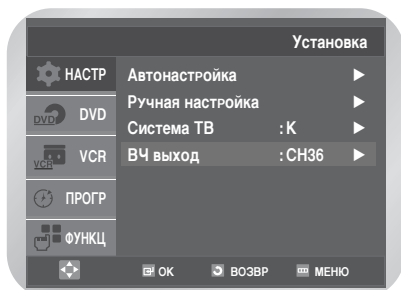 Установка
НАСТР
Автонастройка ►
Ручная настройка ►
DVD DVD
Система ТВ : K ►
VCR VCR
ВЧ выход : CH36 ►
ПРОГР
ФУНКЦ
OK ВОЗВР МЕНЮ